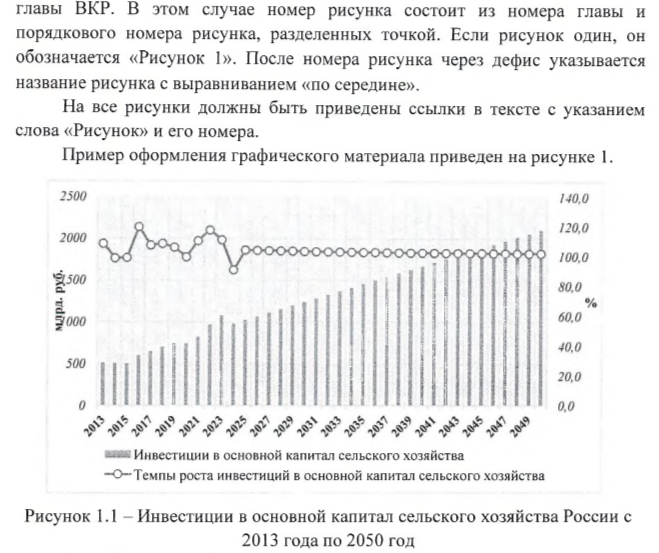 главы ВКР. В этом случае номер рисунка состоит из номера главы и
порядкового номера рисунка, разделенных точкой. Если рисунок один, он
обозначается «Рисунок 1». После номера рисунка через дефис указывается
название рисунка с выравниванием «по середине».
На все рисунки должны быть приведены ссылки в тексте с указанием
слова «Рисунок» и его номера.
Пример оформления графического материала приведен на рисунке 1.
2500
2000
1500
1000
500
0
млрд. руб.
140,0
120,0
100,0
80,0
60,0
40,0
20,0
0,0
%
2013
2015
2017
2019
2021
2023
2025
2027
2029
2031
2033
2035
2037
2039
2041
2043
2045
2047
2049
Инвестиции в основной капитал сельского хозяйства
Темпы роста инвестиций в основной капитал сельского хозяйства
Рисунок 1.1 – Инвестиции в основной капитал сельского хозяйства России с
2013 года по 2050 год